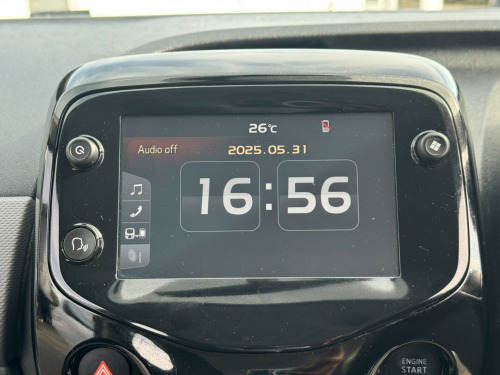 26°C
Audio off
2025.05.31
16:56
ENGINE
START